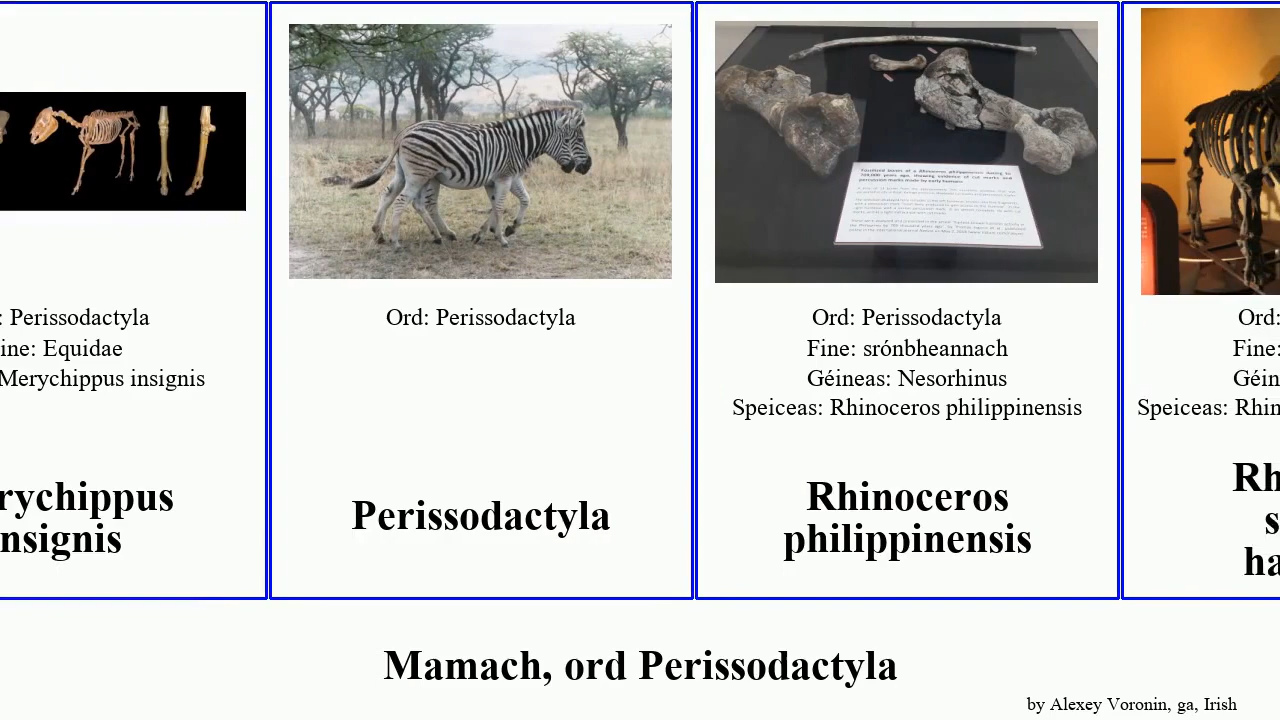 : Perissodactyla
ine: Equidae
Merychippus insignis
rychippus
nsignis
Ord: Perissodactyla
Perissodactyla
Ord: Perissodactyla
Fine: srónbheannach
Géineas: Nesorhinus
Speiceas: Rhinoceros philippinensis
Rhinoceros
philippinensis
Ord:
Fine:
Géin
Speiceas: Rhin
Rh
s
ha
Mamach, ord Perissodactyla
by Alexey Voronin, ga, Irish